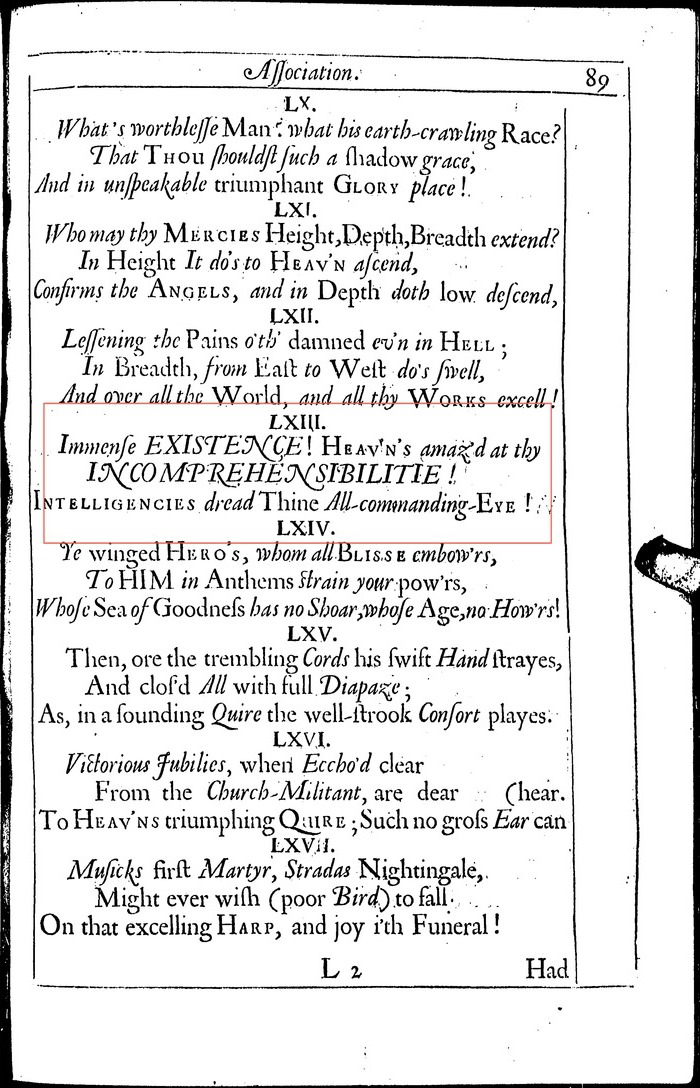 Aſſociation. 89
LX.
What's worthleſſe Man? what his earth-crawling Race?
That THOU ſhouldſt ſuch a ſhadow grace,
And in unſpeakable triumphant GLORY place!
LXI.
Who may thy MERCIES Height,Depth,Breadth extend?
In Height It do's to HEAV'N aſcend,
Confirms the ANGELS, and in Depth doth low deſcend,
LXII.
Leſſening the Pains o'th' damned ev'n in HELL;
In Breadth, from Eaſt to Weſt do's ſwell,
And over all the World, and all thy WORKS excell!
LXIII.
Immenſe EXISTENCE! HEAV'N'S amaz'd at thy
INCOMPREHENSIBILITIE!
INTELLIGENCIES dread Thine All-commanding-EYE!
LXIV.
Ye winged HERO'S, whom all BLISSE embow'rs,
To HIM in Anthems ſtrain your pow'rs,
Whoſe Sea of Goodneſs has no Shoar,whoſe Age,no How'rs!
LXV.
Then, ore the trembling Cords his ſwift Hand ſtrayes,
And clos'd All with full Diapaze;
As, in a ſounding Quire the well-ſtrook Conſort playes.
LXVI.
Victorious Jubilies, when Eccho'd clear
From the Church-Militant, are dear (hear.
To HEAV'NS triumphing QUIRE; Such no groſs Ear can
LXVII.
Muſicks firſt Martyr, Stradas Nightingale,
Might ever wiſh (poor Bird) to fall
On that excelling HARP, and joy i'th Funeral!
L 2 Had